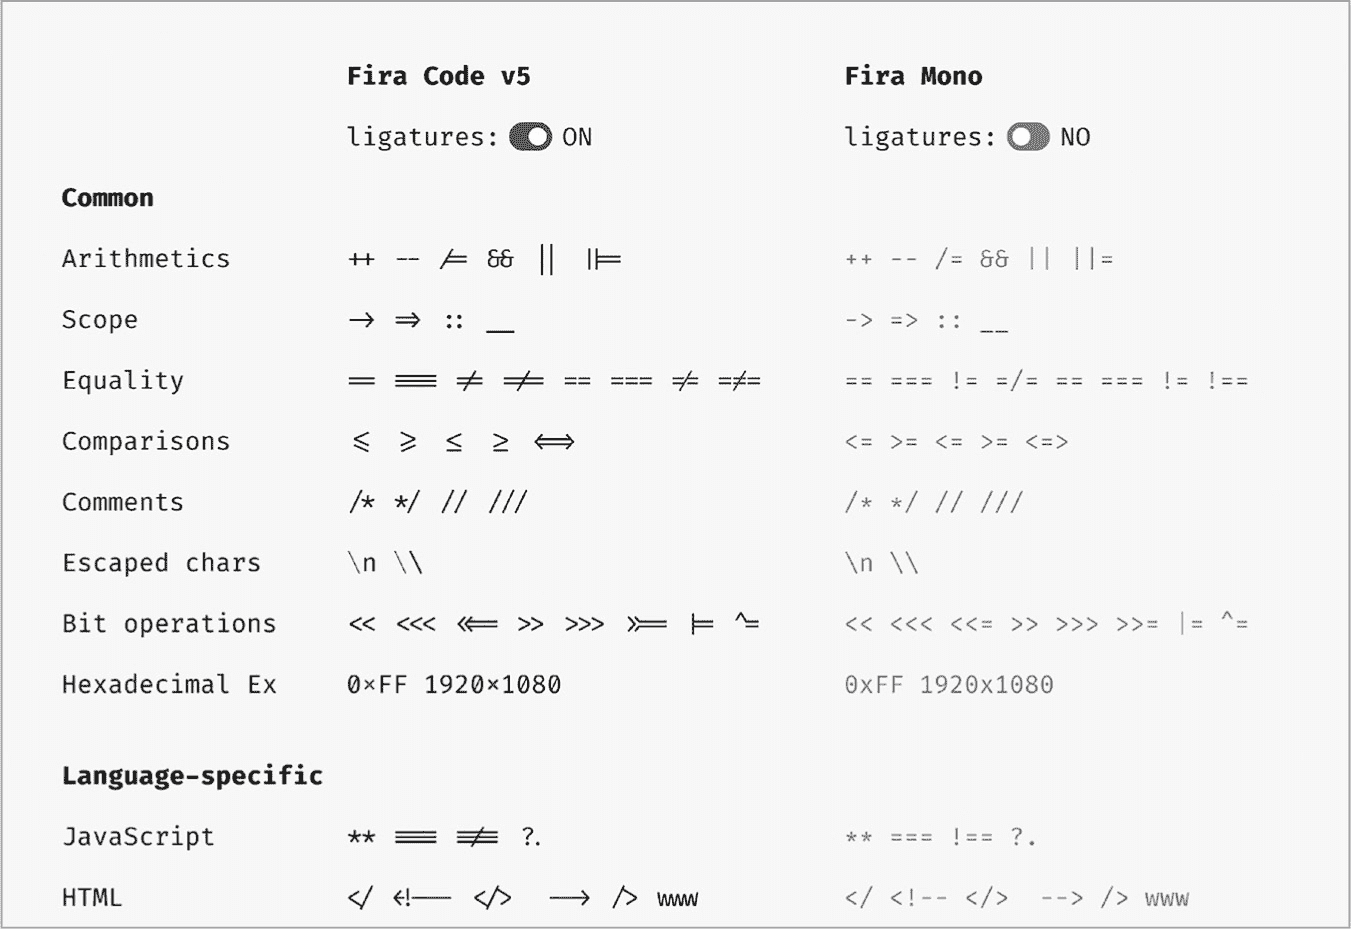 Fira Code v5 Fira Mono
ligatures: ON ligatures: NO
Common
Arithmetics ++ -- /= && || ||= ++ -- /= && || ||=
Scope -> => :: __ -> => :: __
Equality == === != =/= == === != !== == === != =/= == === != !==
Comparisons <= >= ≤ ≥ <=> <= >= <= >= <=>
Comments /* */ // /// /* */ // ///
Escaped chars \n \\ \n \\
Bit operations << <<< <<= >> >>> >>= |= ^= << <<< <<= >> >>> >>= |= ^=
Hexadecimal Ex 0×FF 1920×1080 0xFF 1920x1080
Language-specific
JavaScript ** === !== ?. ** === !== ?.
HTML </ <!-- </> --> /> www </ <!-- </> --> /> www